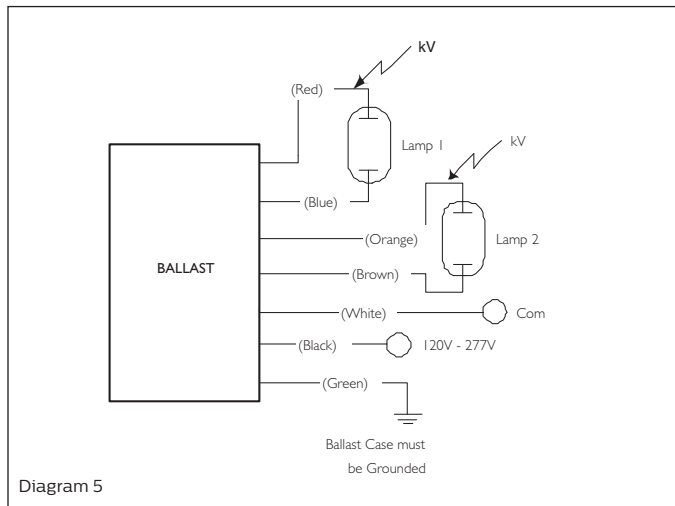 kV
(Red)
Lamp 1
kV
(Blue)
(Orange)
Lamp 2
BALLAST
(Brown)
(White)
Com
(Black)
120V - 277V
(Green)
Ballast Case must
be Grounded
Diagram 5